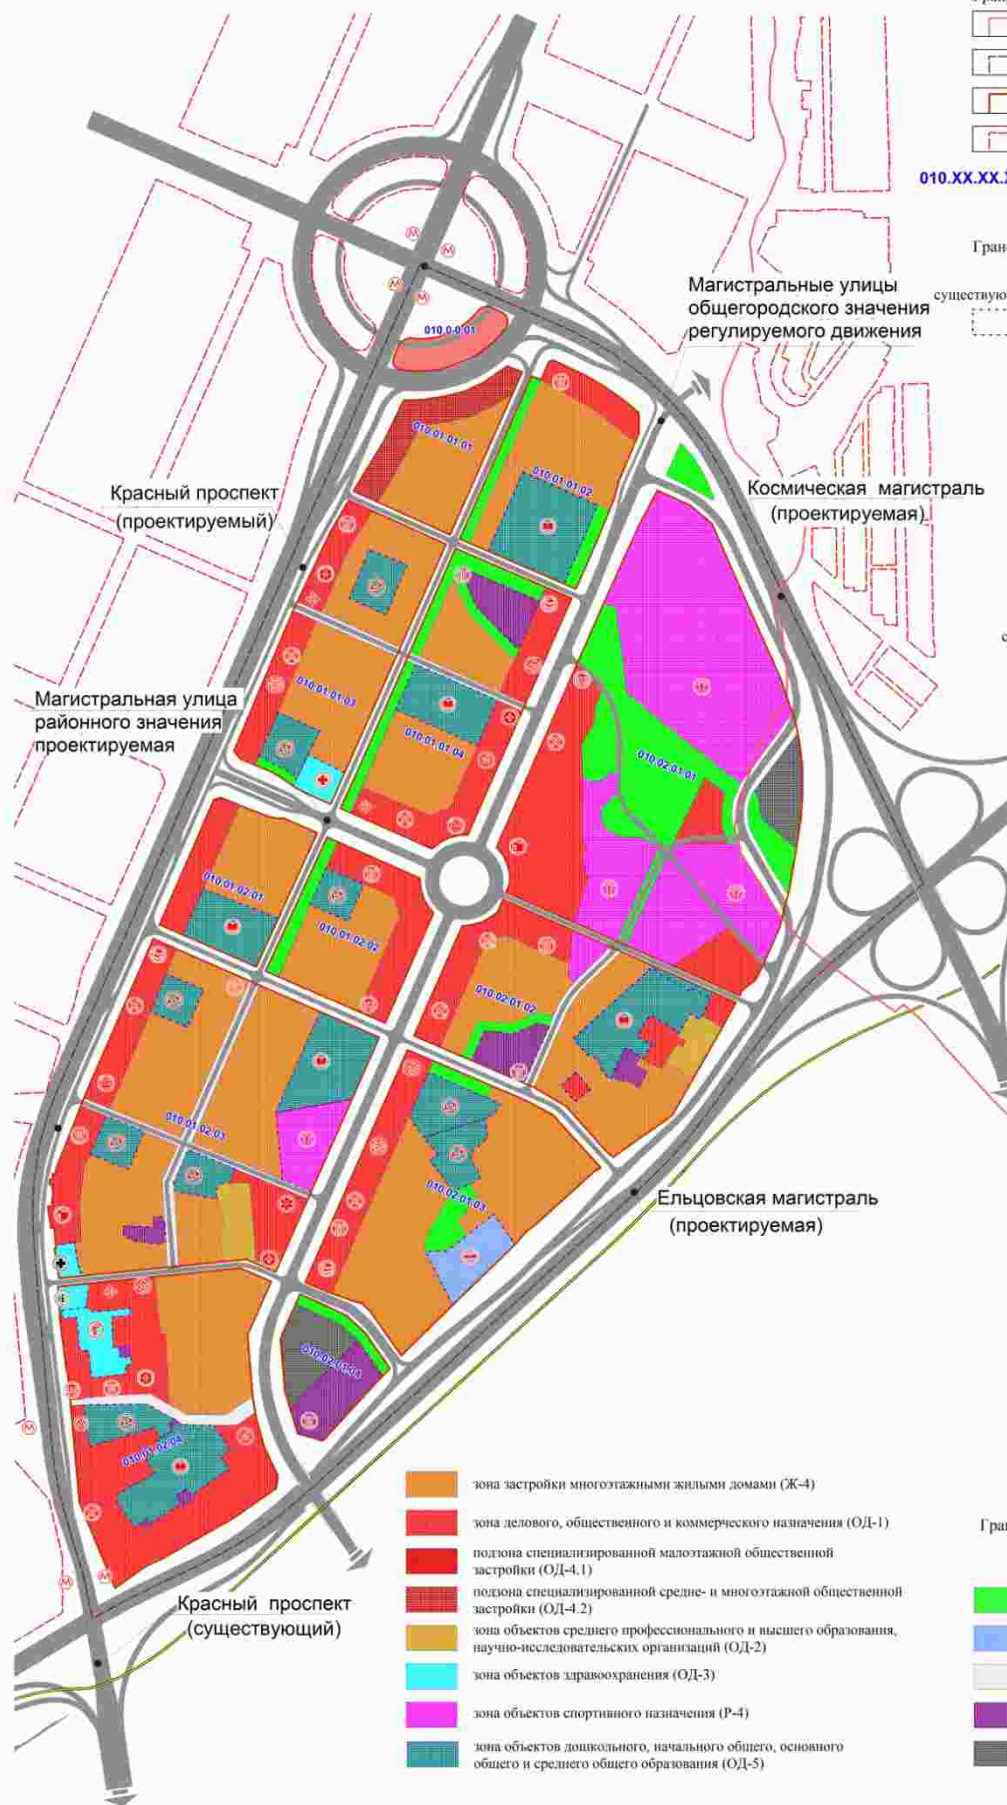 010.XX.XX.X
Гран
Магистральные улицы
общегородского значения
регулируемого движения
существую
010.0.0.01
010.01.01.01
010.01.01.02
Красный проспект
(проектируемый)
Космическая магистраль
(проектируемая)
Магистральная улица
районного значения
проектируемая
010.01.01.03
010.01.01.04
010.02.01.01
010.01.02.01
010.01.02.02
010.02.01.02
010.01.02.03
010.02.01.03
Ельцовская магистраль
(проектируемая)
010.02.01.04
010.01.02.04
Красный проспект
(существующий)
зона застройки многоэтажными жилыми домами (Ж-4)
зона делового, общественного и коммерческого назначения (ОД-1)
подзона специализированной малоэтажной общественной
застройки (ОД-4.1)
подзона специализированной средне- и многоэтажной общественной
застройки (ОД-4.2)
зона объектов среднего профессионального и высшего образования,
научно-исследовательских организаций (ОД-2)
зона объектов здравоохранения (ОД-3)
зона объектов спортивного назначения (Р-4)
зона объектов дошкольного, начального общего, основного
общего и среднего общего образования (ОД-5)
Гран